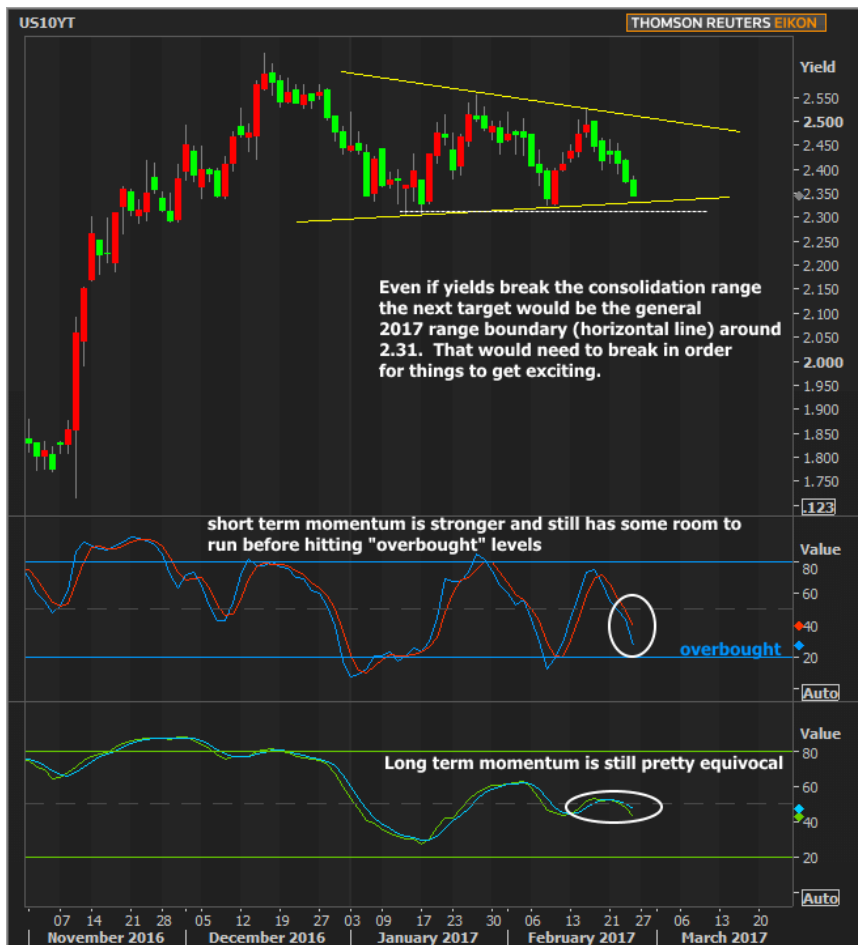 US10YT
THOMSON REUTERS EIKON
Yield
2.550
2.500
2.450
2.400
2.350
2.300
2.250
2.200
2.150
2.100
2.050
2.000
1.950
1.900
1.850
1.800
1.750
.123
Even if yields break the consolidation range
the next target would be the general
2017 range boundary (horizontal line) around
2.31.  That would need to break in order
for things to get exciting.
short term momentum is stronger and still has some room to
run before hitting "overbought" levels
Value
80
60
40
20
overbought
Auto
Value
80
60
40
20
Long term momentum is still pretty equivocal
Auto
07 14 21 28 05 12 19 27 03 09 17 23 30 06 13 21 27 06 13 20
November 2016 December 2016 January 2017 February 2017 March 2017